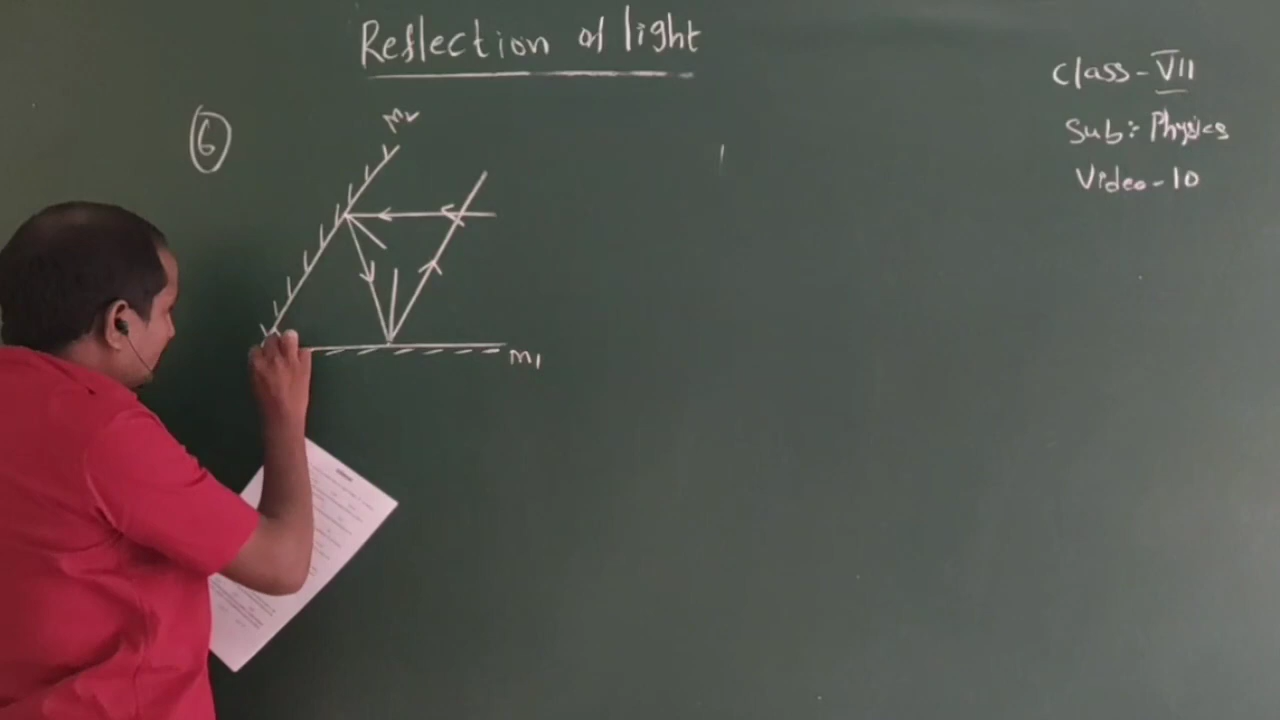 Reflection of light
Class - VII
Sub : Physics
Video - 10
6
M2
M1